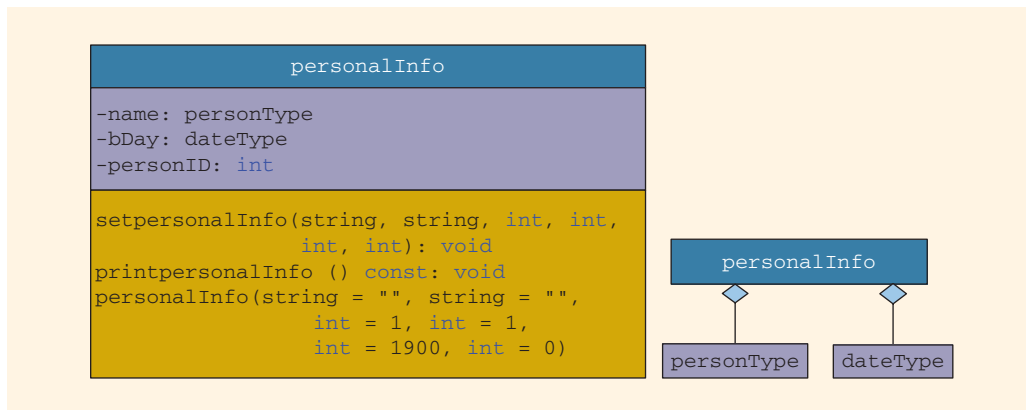 personalInfo
-name: personType
-bDay: dateType
-personID: int
setpersonalInfo(string, string, int, int,
int, int): void
printpersonalInfo () const: void
personalInfo(string = "", string = "",
int = 1, int = 1,
int = 1900, int = 0)
personalInfo
personType
dateType